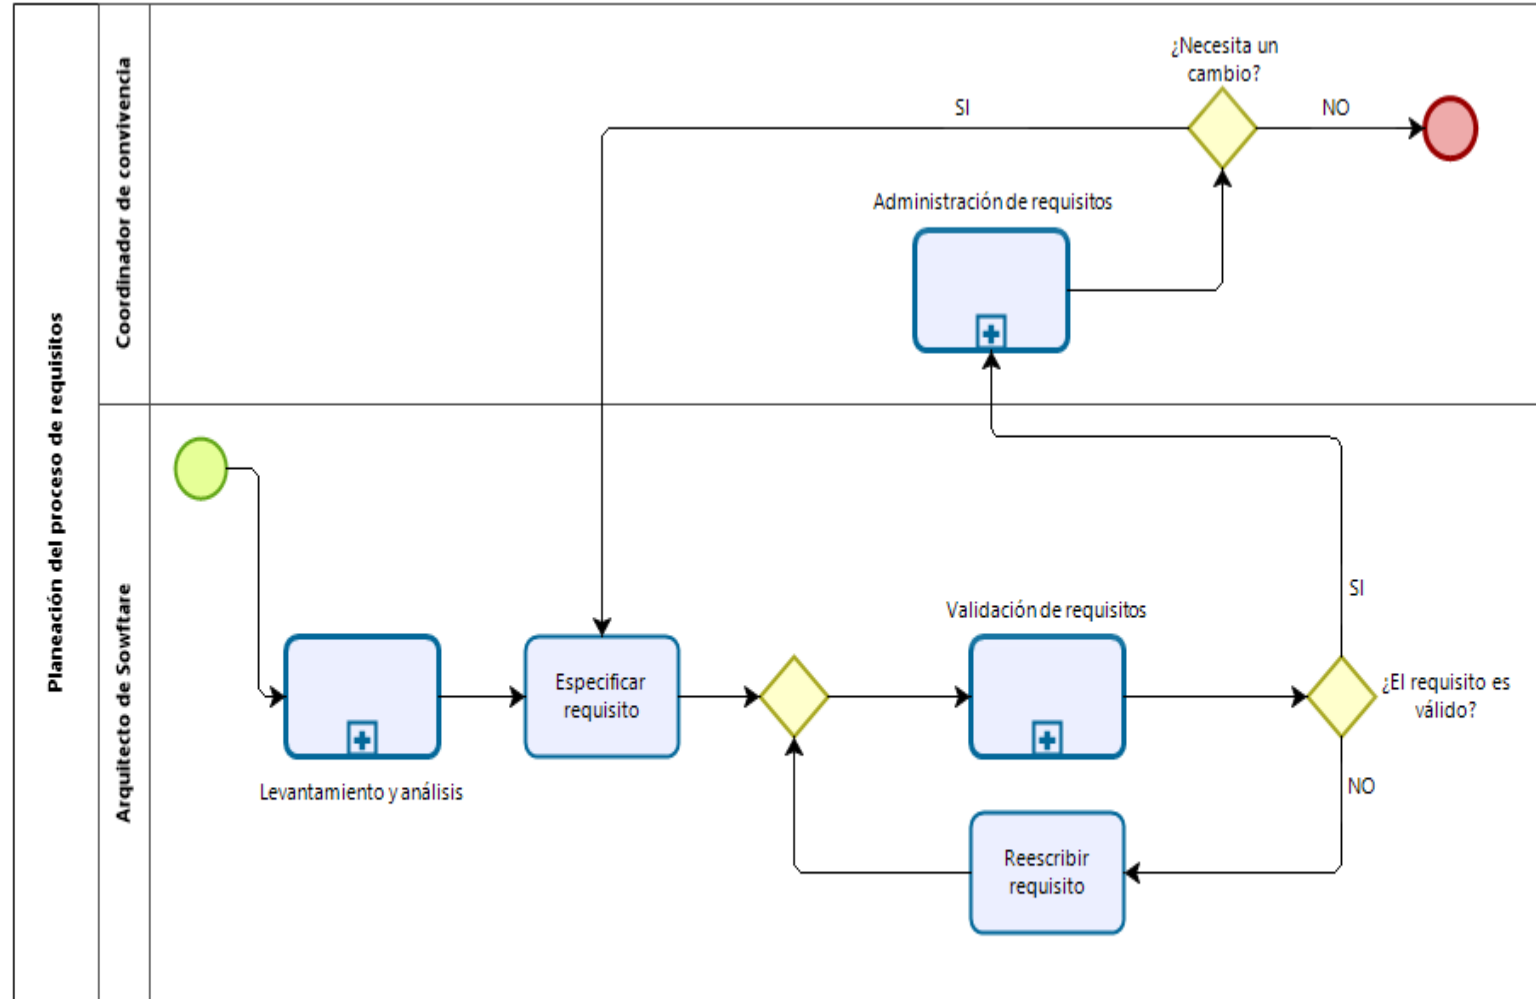 Planeación del proceso de requisitos
Coordinador de convivencia
¿Necesita un
cambio?
SI
NO
Administración de requisitos
Arquitecto de Sowftare
SI
Validación de requisitos
Especificar
requisito
¿El requisito es
válido?
Levantamiento y análisis
NO
Reescribir
requisito